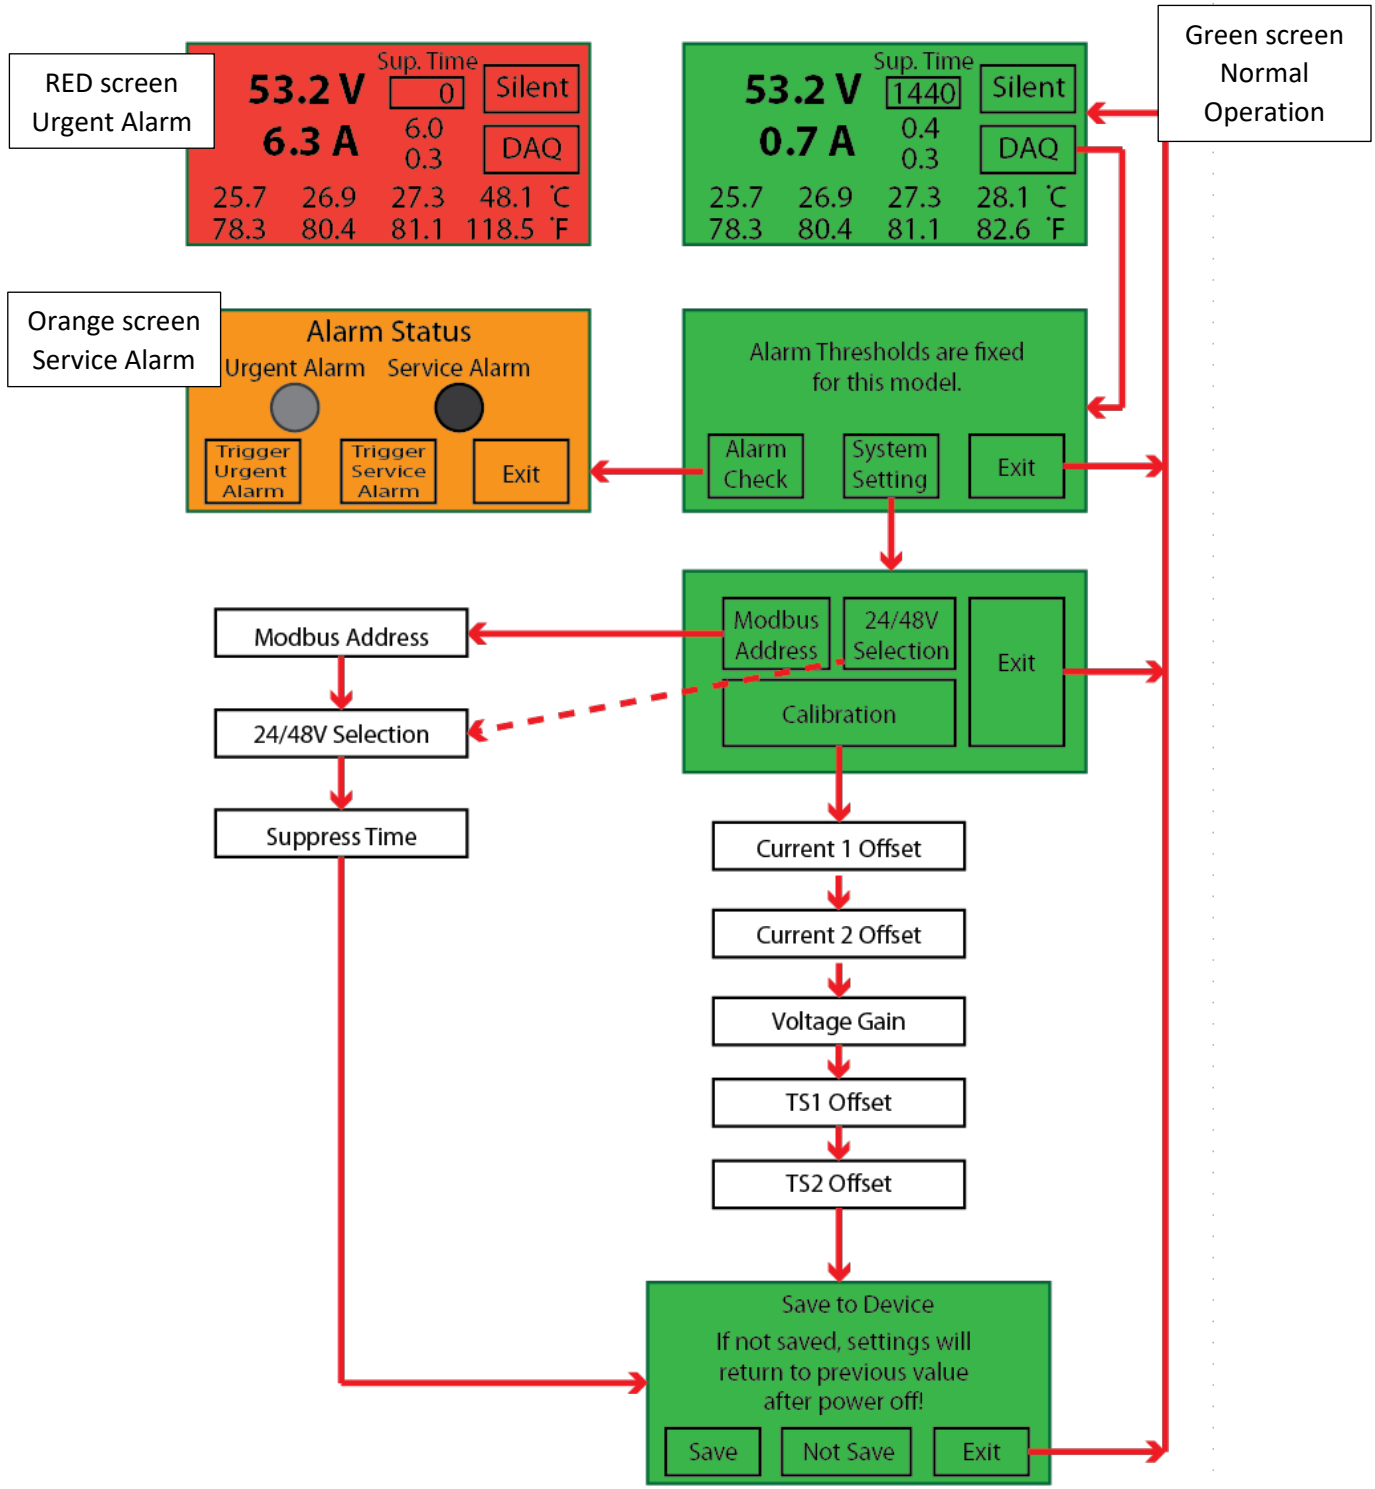 RED screen
Urgent Alarm
Sup. Time
53.2 V
0
Silent
6.3 A
6.0
0.3
DAQ
25.7 26.9 27.3 48.1 °C
78.3 80.4 81.1 118.5 °F
Sup. Time
53.2 V
1440
Silent
0.7 A
0.4
0.3
DAQ
25.7 26.9 27.3 28.1 °C
78.3 80.4 81.1 82.6 °F
Green screen
Normal
Operation
Orange screen
Service Alarm
Alarm Status
Urgent Alarm Service Alarm
Trigger
Urgent
Alarm
Trigger
Service
Alarm
Exit
Alarm Thresholds are fixed
for this model.
Alarm
Check
System
Setting
Exit
Modbus
Address
24/48V
Selection
Exit
Calibration
Modbus Address
24/48V Selection
Suppress Time
Current 1 Offset
Current 2 Offset
Voltage Gain
TS1 Offset
TS2 Offset
Save to Device
If not saved, settings will
return to previous value
after power off!
Save
Not Save
Exit